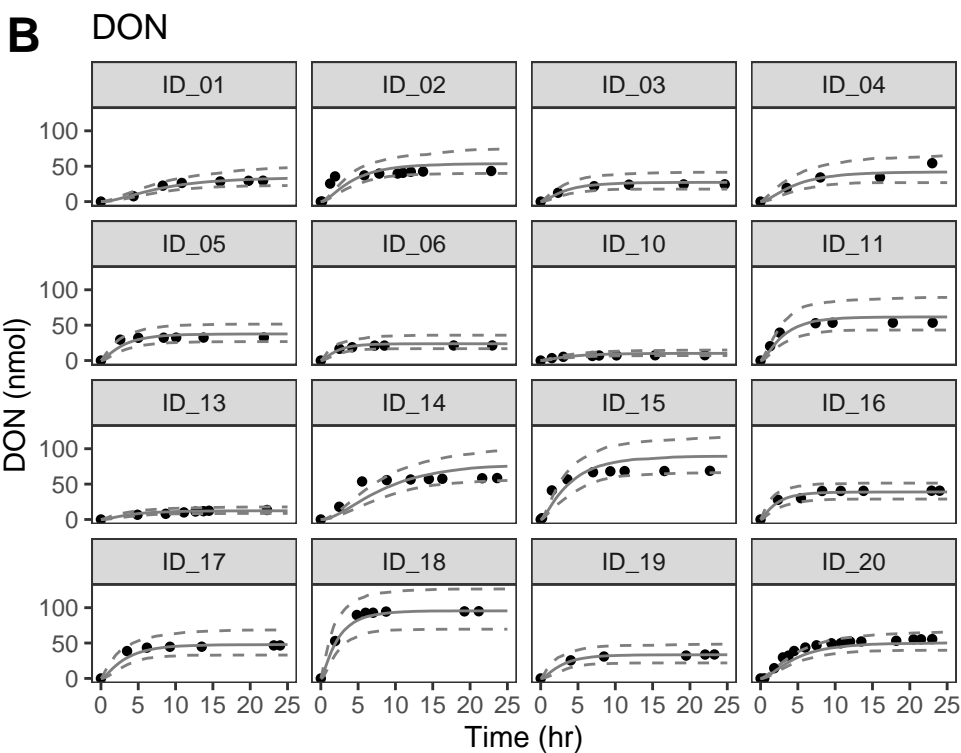 B DON
ID_01 ID_02 ID_03 ID_04
100
50
0
ID_05 ID_06 ID_10 ID_11
100
50
0
ID_13 ID_14 ID_15 ID_16
100
50
0
ID_17 ID_18 ID_19 ID_20
100
50
0
DON (nmol)
0 5 10 15 20 25 0 5 10 15 20 25 0 5 10 15 20 25 0 5 10 15 20 25
Time (hr)